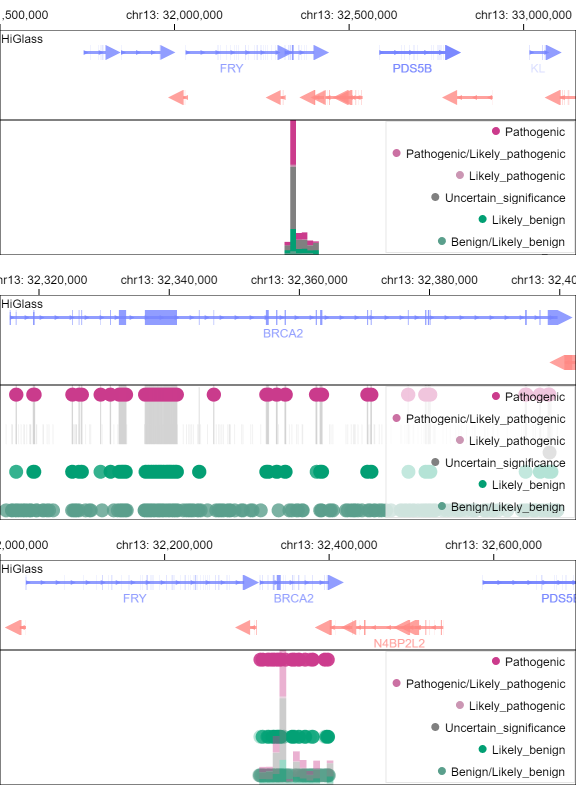 ,500,000 chr13: 32,000,000 chr13: 32,500,000 chr13: 33,000,000
HiGlass
FRY PDS5B KL
Pathogenic
Pathogenic/Likely_pathogenic
Likely_pathogenic
Uncertain_significance
Likely_benign
Benign/Likely_benign
chr13: 32,320,000 chr13: 32,340,000 chr13: 32,360,000 chr13: 32,380,000 chr13: 32,40
HiGlass
BRCA2
Pathogenic
Pathogenic/Likely_pathogenic
Likely_pathogenic
Uncertain_significance
Likely_benign
Benign/Likely_benign
2,000,000 chr13: 32,200,000 chr13: 32,400,000 chr13: 32,600,000
HiGlass
FRY BRCA2 PDS5B
N4BP2L2
Pathogenic
Pathogenic/Likely_pathogenic
Likely_pathogenic
Uncertain_significance
Likely_benign
Benign/Likely_benign